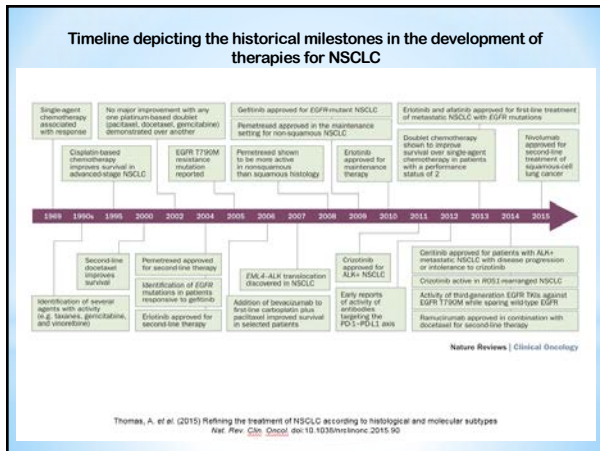 Timeline depicting the historical milestones in the development of
therapies for NSCLC
Single-agent
chemotherapy
associated
with response
No major improvement with any
one platinum-based doublet
(paclitaxel, docetaxel, gemcitabine)
demonstrated over another
Gefitinib approved for EGFR-mutant NSCLC
Pemetrexed approved in the maintenance
setting for non-squamous NSCLC
Erlotinib and afatinib approved for first-line treatment
of metastatic NSCLC with EGFR mutations
Cisplatin-based
chemotherapy
improves survival in
advanced-stage NSCLC
EGFR T790M
resistance
mutation
reported
Pemetrexed shown
to be more active
in nonsquamous
than squamous histology
Erlotinib
approved for
maintenance
therapy
Doublet chemotherapy
shown to improve
survival over single-agent
chemotherapy in patients
with a performance
status of 2
Nivolumab
approved for
second-line
treatment of
squamous-cell
lung cancer
1969 1990s 1995 2000 2002 2004 2005 2006 2007 2008 2009 2010 2011 2012 2013 2014 2015
Identification of several
agents with activity
(e.g. taxanes, gemcitabine,
and vinorelbine)
Second-line
docetaxel
improves
survival
Pemetrexed approved
for second-line therapy
Identification of EGFR
mutations in patients
responsive to gefitinib
Erlotinib approved for
second-line therapy
EML4–ALK translocation
discovered in NSCLC
Addition of bevacizumab to
first-line carboplatin plus
paclitaxel improved survival
in selected patients
Crizotinib
approved for
ALK+ NSCLC
Early reports
of activity of
antibodies
targeting the
PD-1–PD-L1 axis
Ceritinib approved for patients with ALK+
metastatic NSCLC with disease progression
or intolerance to crizotinib
Crizotinib active in ROS1-rearranged NSCLC
Activity of third-generation EGFR TKIs against
EGFR T790M while sparing wild-type EGFR
Ramucirumab approved in combination with
docetaxel for second-line therapy
Nature Reviews | Clinical Oncology
Thomas, A. et al. (2015) Refining the treatment of NSCLC according to histological and molecular subtypes
Nat. Rev. Clin. Oncol. doi:10.1038/nrclinonc.2015.90